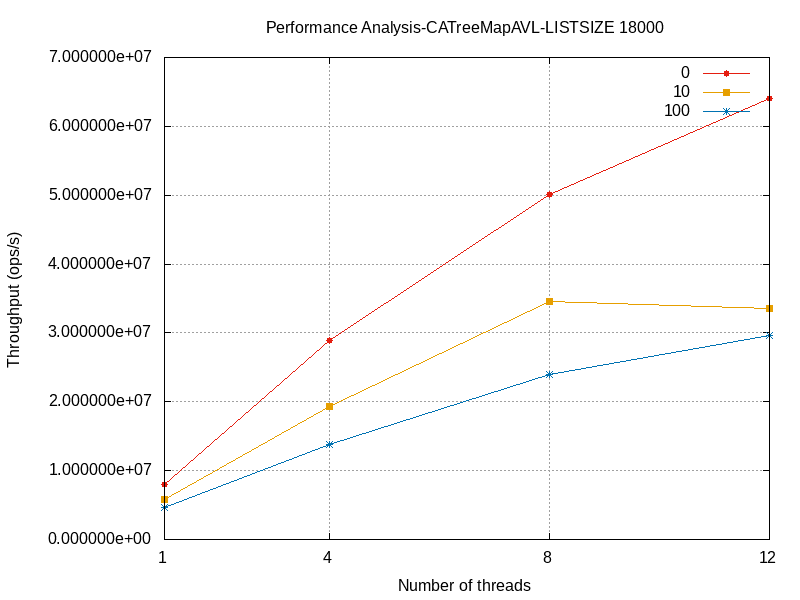 Performance Analysis-CATreeMapAVL-LISTSIZE 18000
7.000000e+07
6.000000e+07
5.000000e+07
4.000000e+07
3.000000e+07
2.000000e+07
1.000000e+07
0.000000e+00
0
10
100
Throughput (ops/s)
1 4 8 12
Number of threads